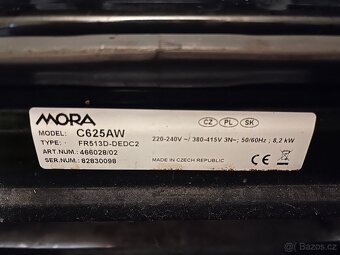 MORA
CZ PL SK
MODEL: C625AW
TYPE: FR513D-DEDC2
220-240V ~/ 380-415V 3N~; 50/60Hz ; 8,2 kW
ART.NUM.: 466028/02
SER.NUM.: 82830098
MADE IN CZECH REPUBLIC
CE
Bazoš.cz